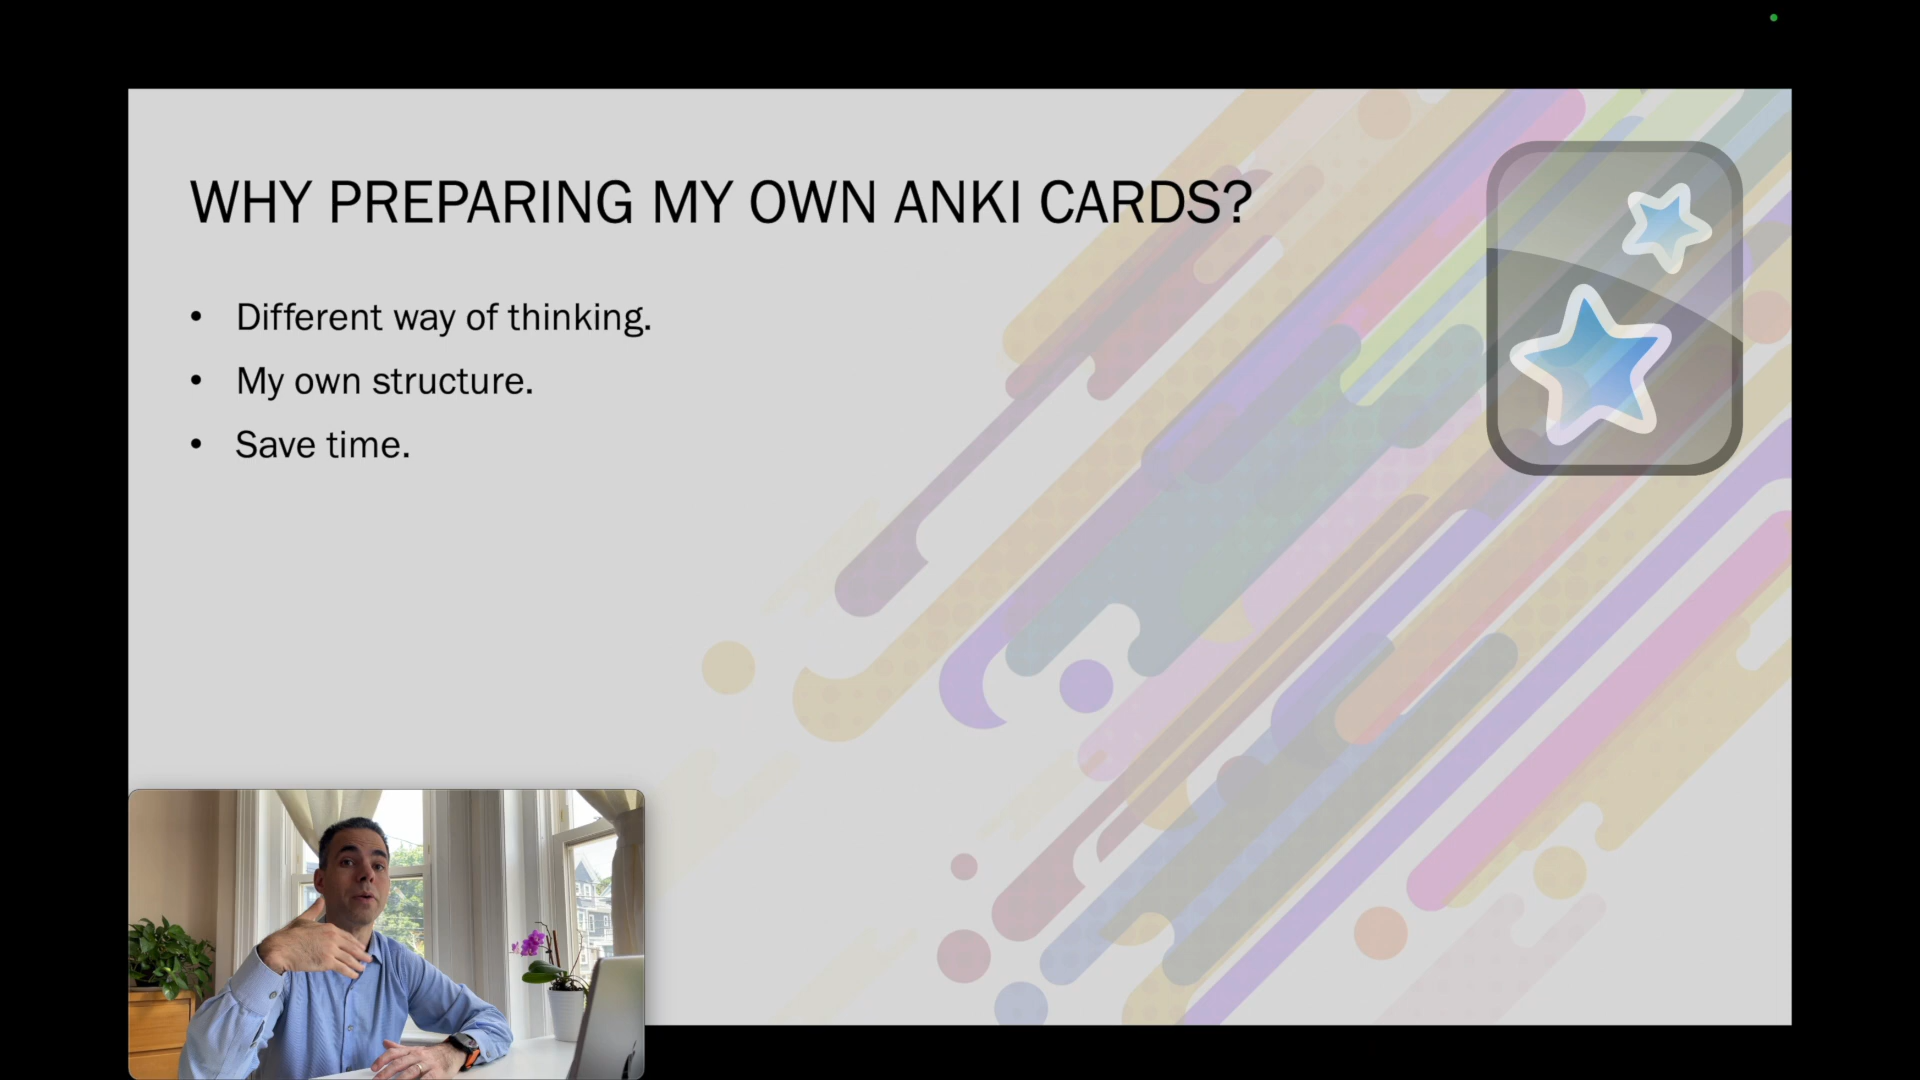 WHY PREPARING MY OWN ANKI CARDS?
• Different way of thinking.
• My own structure.
• Save time.